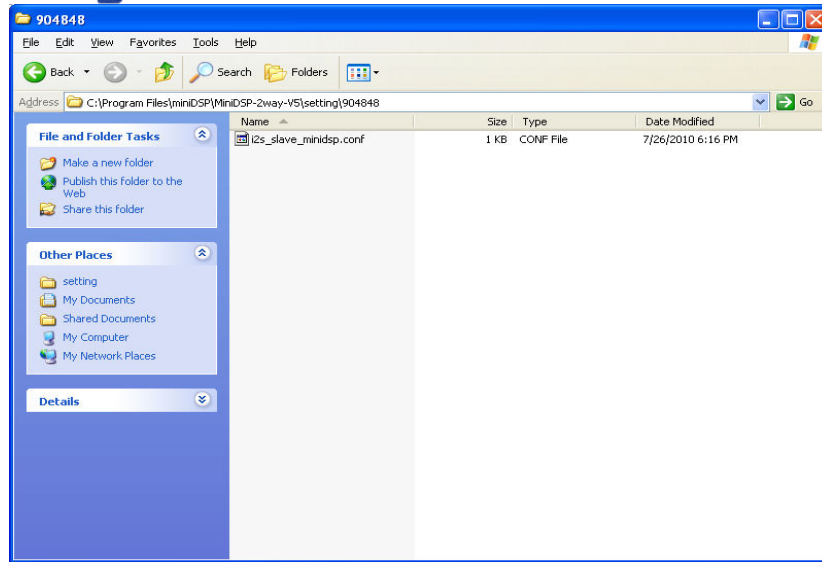 904848
File Edit View Favorites Tools Help
Back Search Folders
Address C:\Program Files\miniDSP\MiniDSP-2way-V5\setting\904848 Go
File and Folder Tasks
Make a new folder
Publish this folder to the
Web
Share this folder
Other Places
setting
My Documents
Shared Documents
My Computer
My Network Places
Details
Name Size Type Date Modified
i2s_slave_minidsp.conf 1 KB CONF File 7/26/2010 6:16 PM